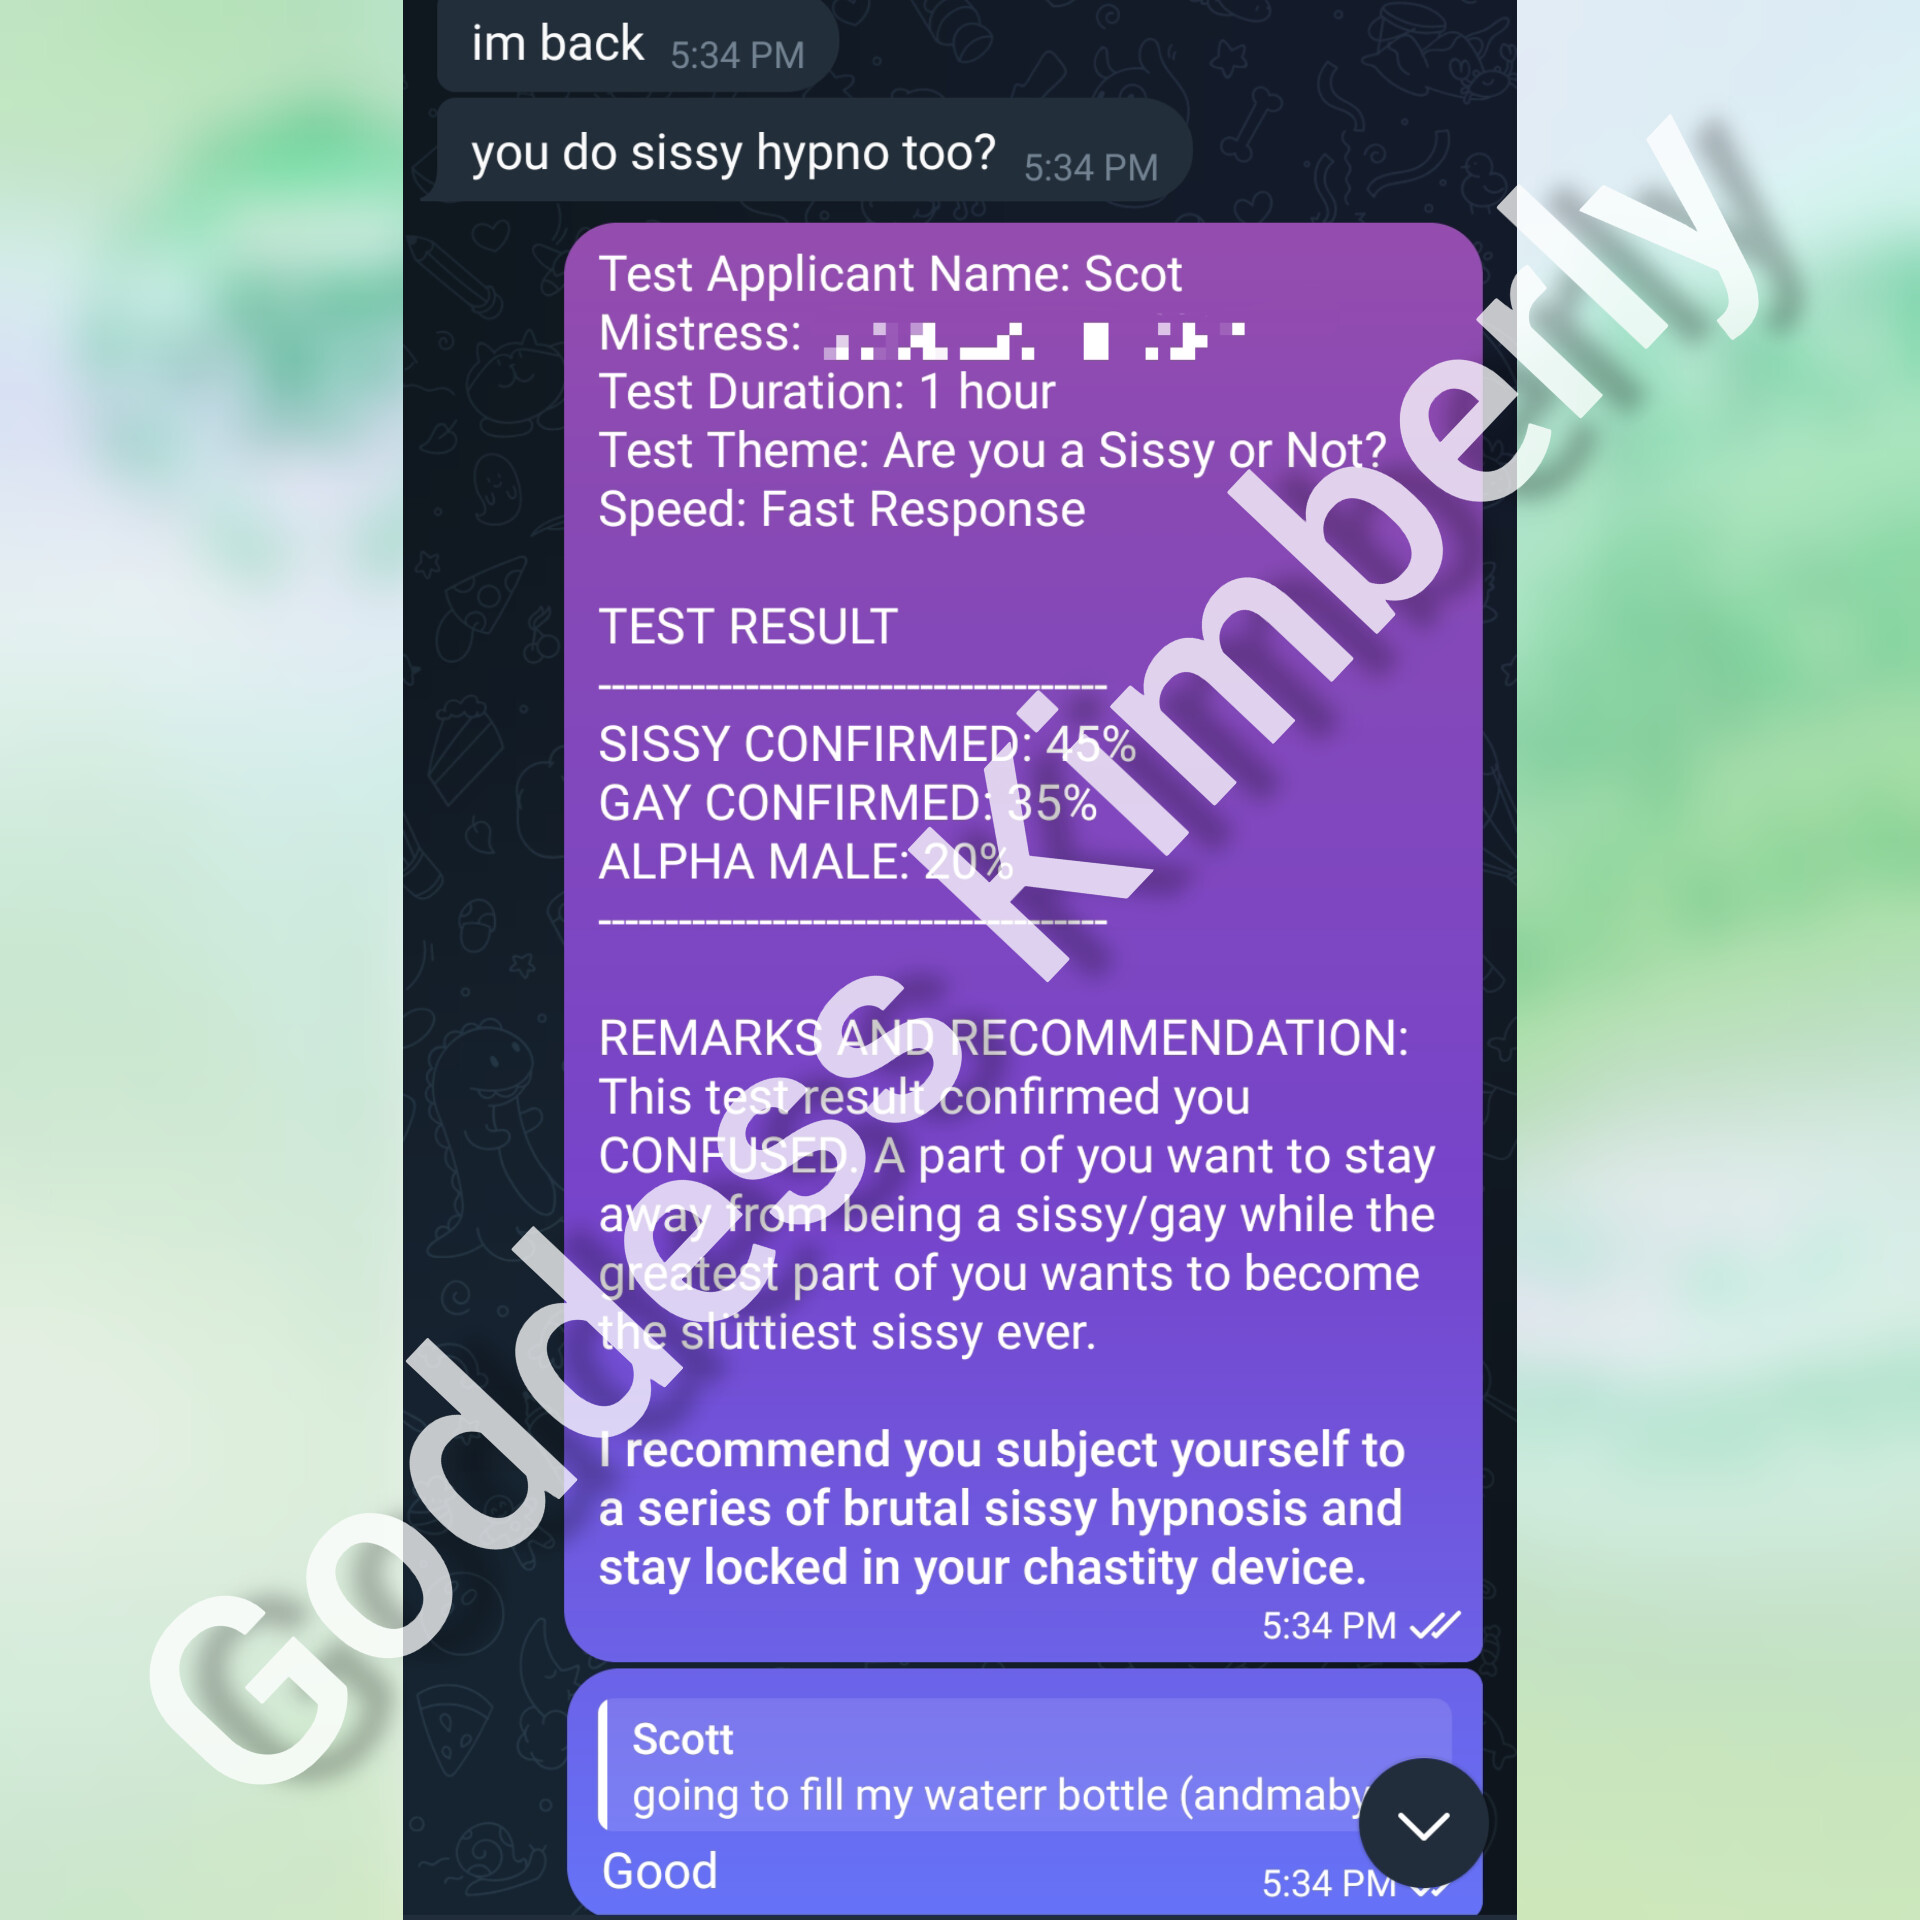 im back 5:34 PM
you do sissy hypno too? 5:34 PM
Test Applicant Name: Scot
Mistress:
Test Duration: 1 hour
Test Theme: Are you a Sissy or Not?
Speed: Fast Response
TEST RESULT
--------------------------------------
SISSY CONFIRMED: 45%
GAY CONFIRMED: 35%
ALPHA MALE: 20%
--------------------------------------
REMARKS AND RECOMMENDATION:
This test result confirmed you
CONFUSED. A part of you want to stay
away from being a sissy/gay while the
greatest part of you wants to become
the slüttiest sissy ever.
I recommend you subject yourself to
a series of brutal sissy hypnosis and
stay locked in your chastity device.
5:34 PM
Scott
going to fill my waterr bottle (andmaby
Good 5:34 PM
Goddess Kimberly